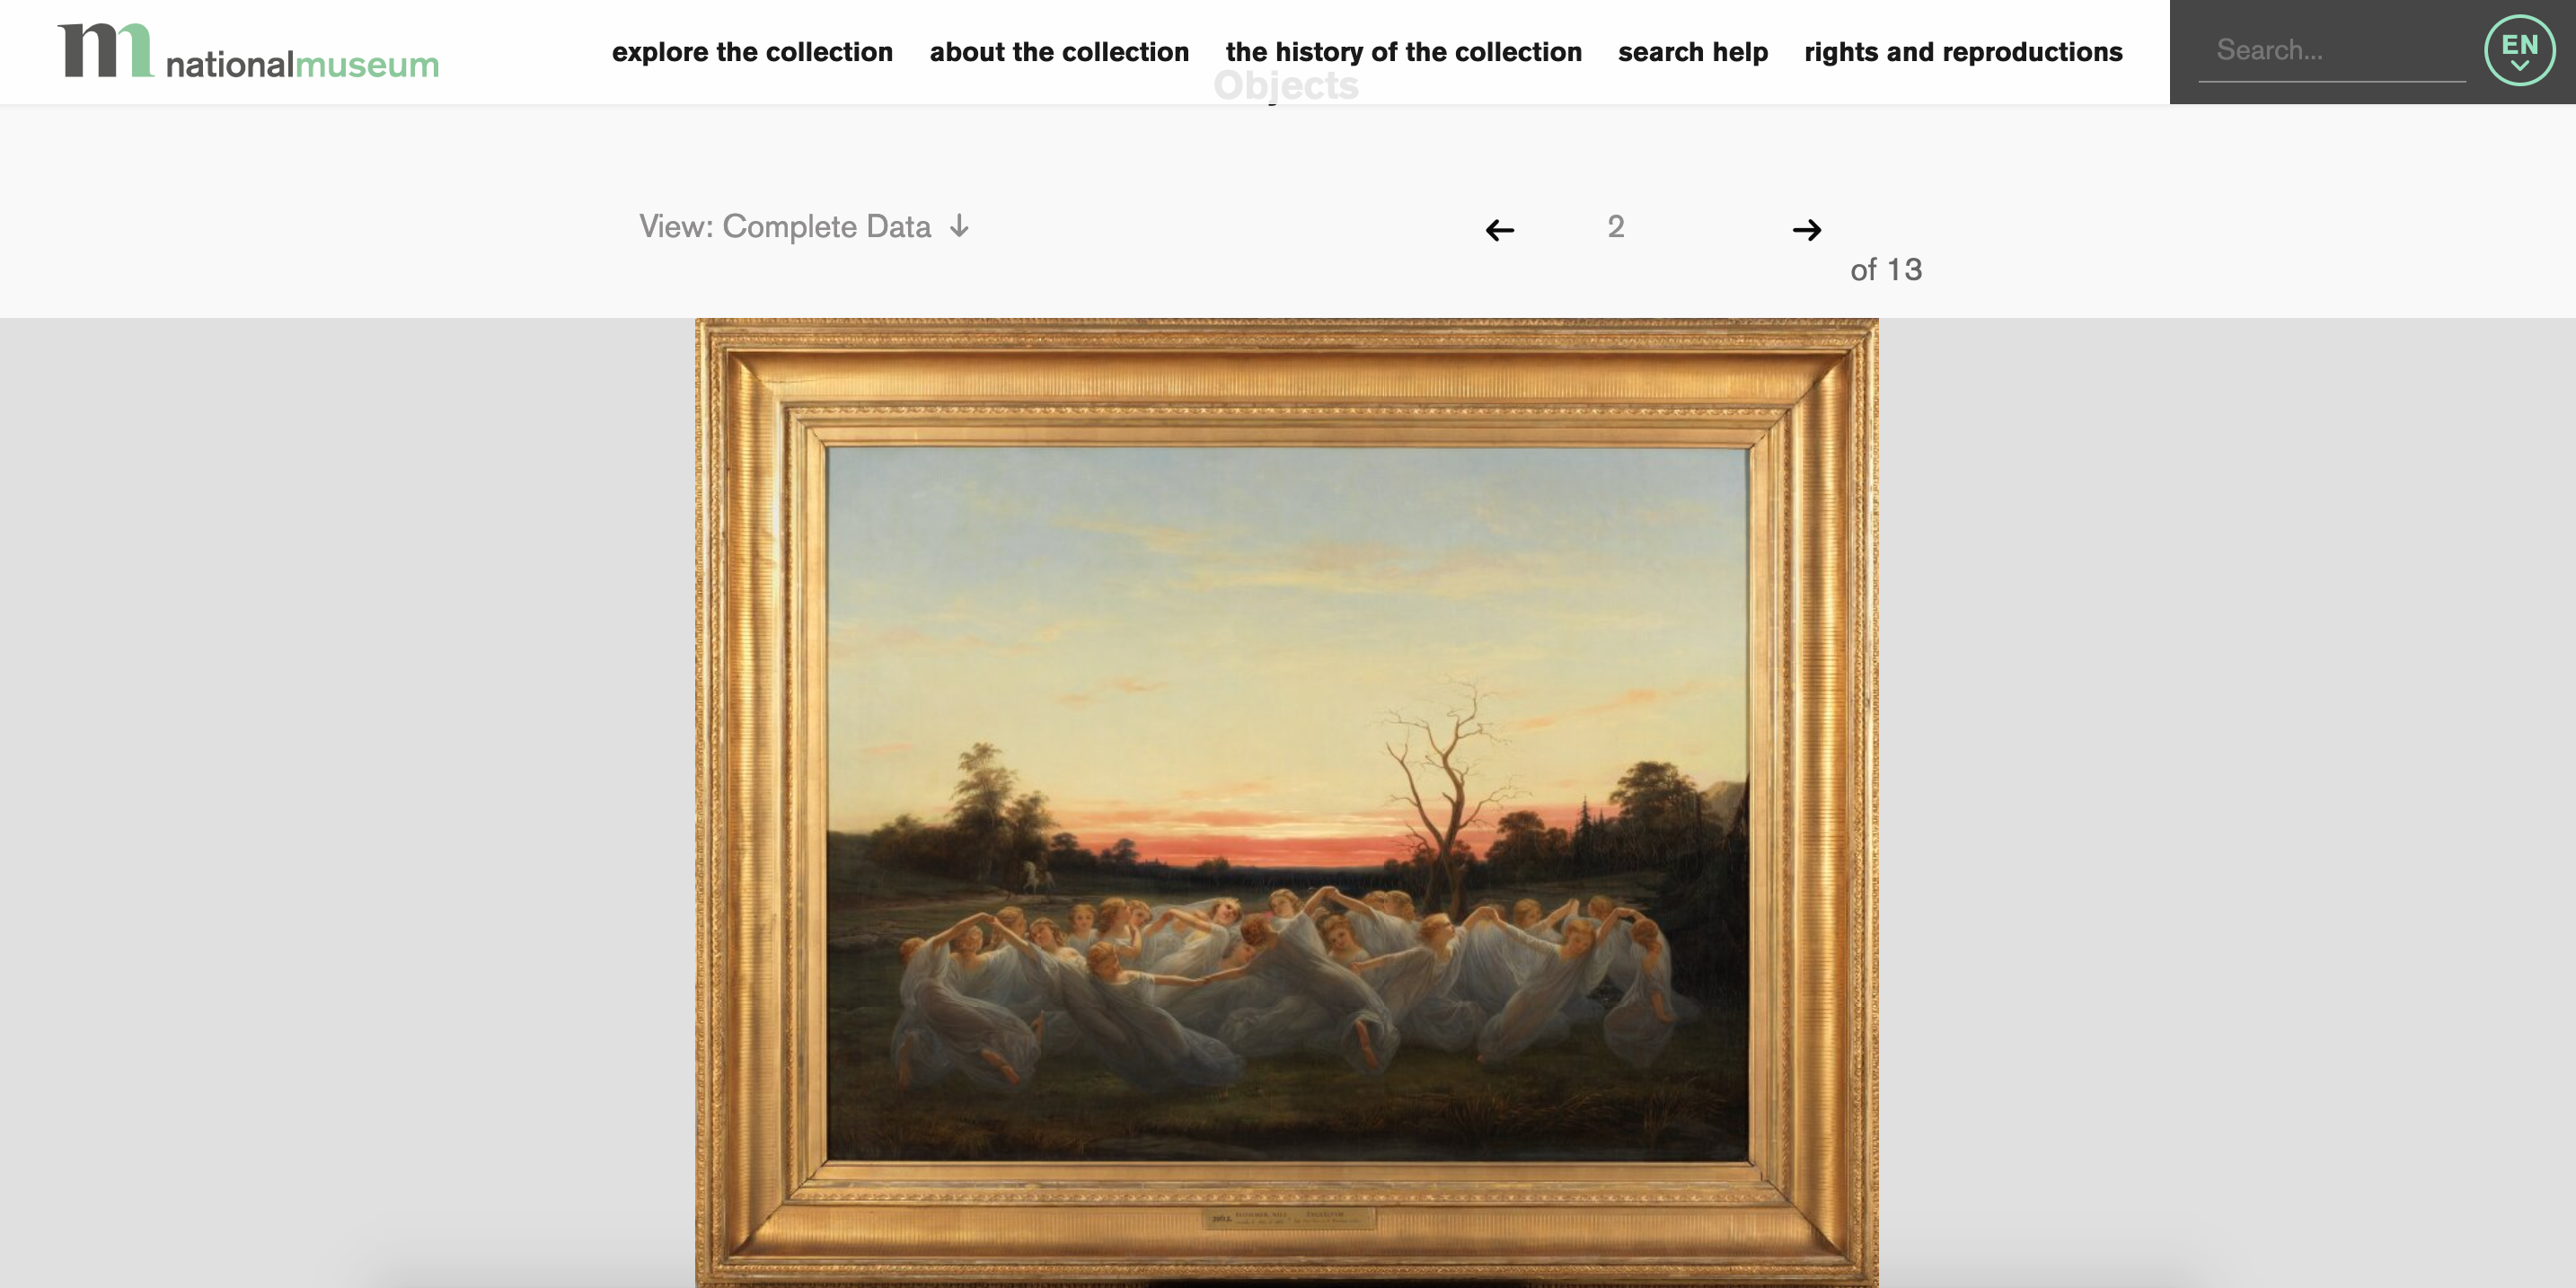 m nationalmuseum
explore the collection
about the collection
the history of the collection
search help
rights and reproductions
Search...
EN
Objects
View: Complete Data ↓
← 2 →
of 13